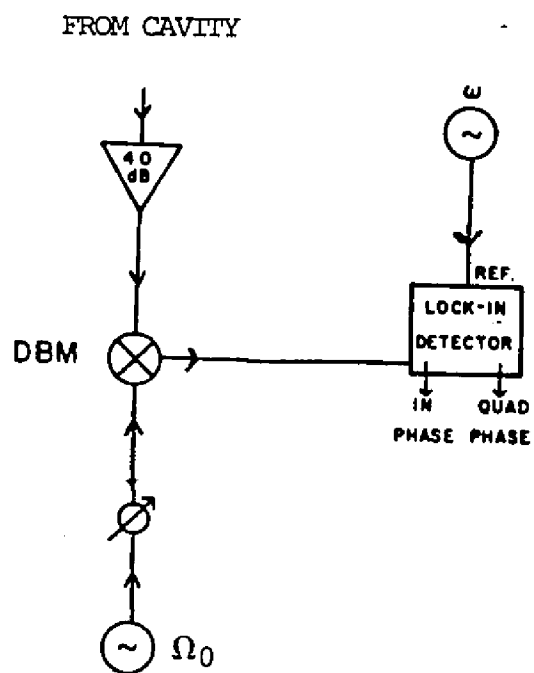 FROM CAVITY
ω
40
dB
REF.
LOCK-IN
DETECTOR
DBM
IN
PHASE
QUAD
PHASE
Ω0